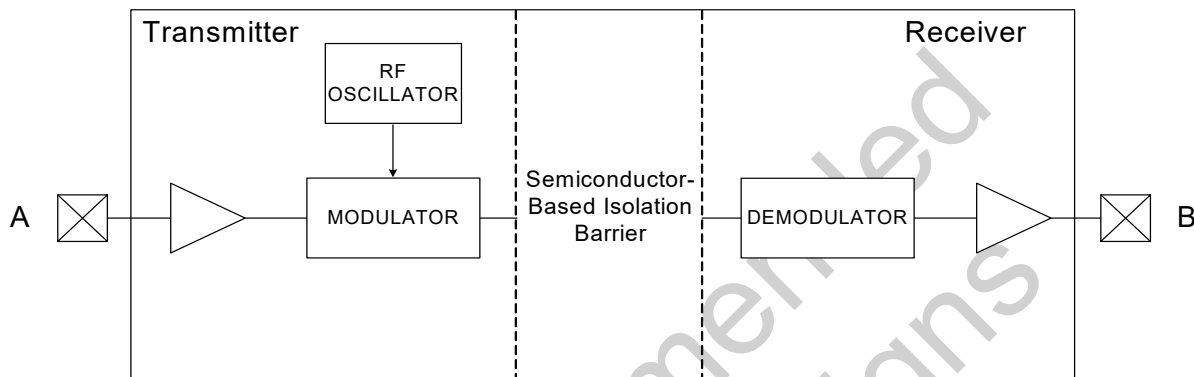 Transmitter
Receiver
RF
OSCILLATOR
A
MODULATOR
Semiconductor-
Based Isolation
Barrier
DEMODULATOR
B